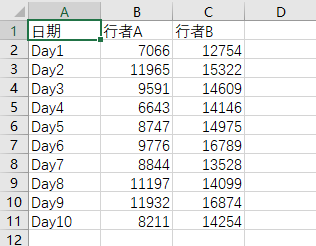 A B C D
1 日期 行者A 行者B
2 Day1 7066 12754
3 Day2 11965 15322
4 Day3 9591 14609
5 Day4 6643 14146
6 Day5 8747 14975
7 Day6 9776 16789
8 Day7 8844 13528
9 Day8 11197 14099
10 Day9 11932 16874
11 Day10 8211 14254
12